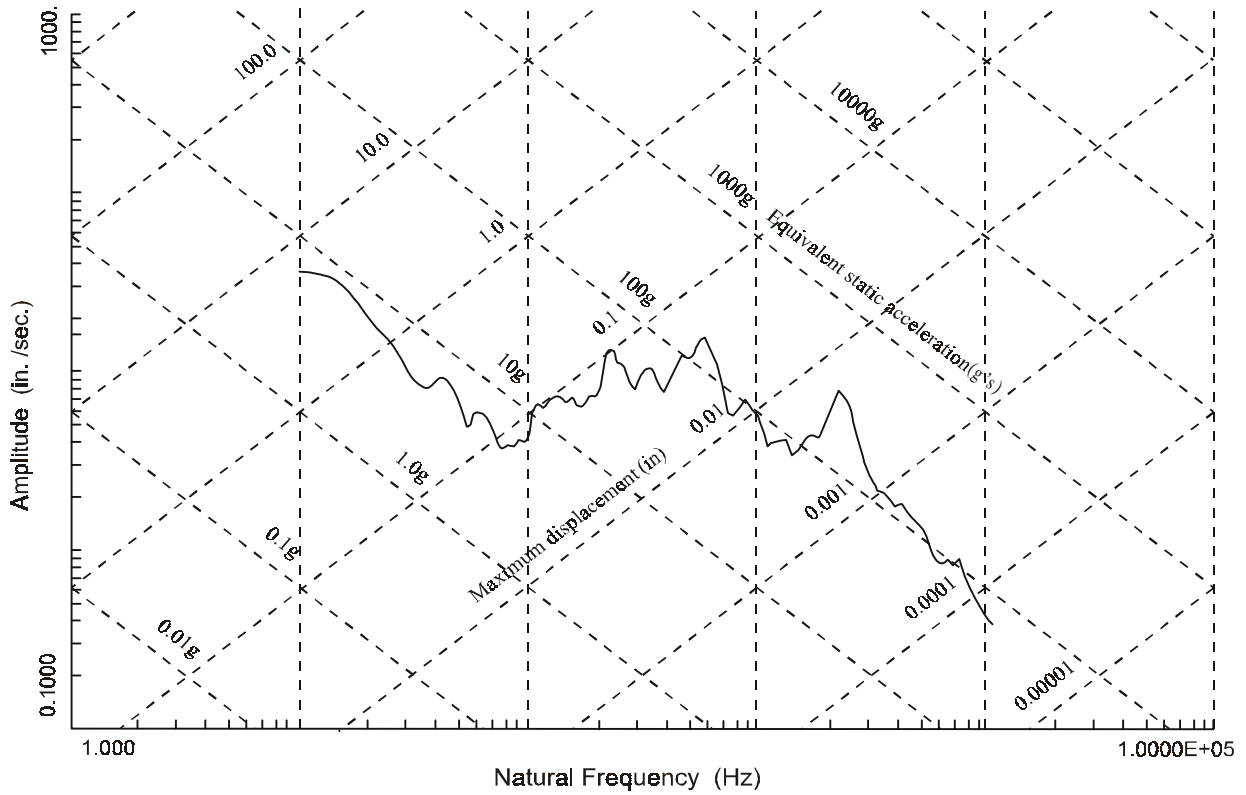 1000.
100.0
10000g
10.0
1000g
1.0
Equivalent static acceleration(g's)
100g
0.1
10g
Amplitude (in. /sec.)
0.01
1.0g
Maximum displacement (in)
0.001
0.1g
0.0001
0.01g
0.1000
0.00001
1.000
1.0000E+05
Natural Frequency (Hz)